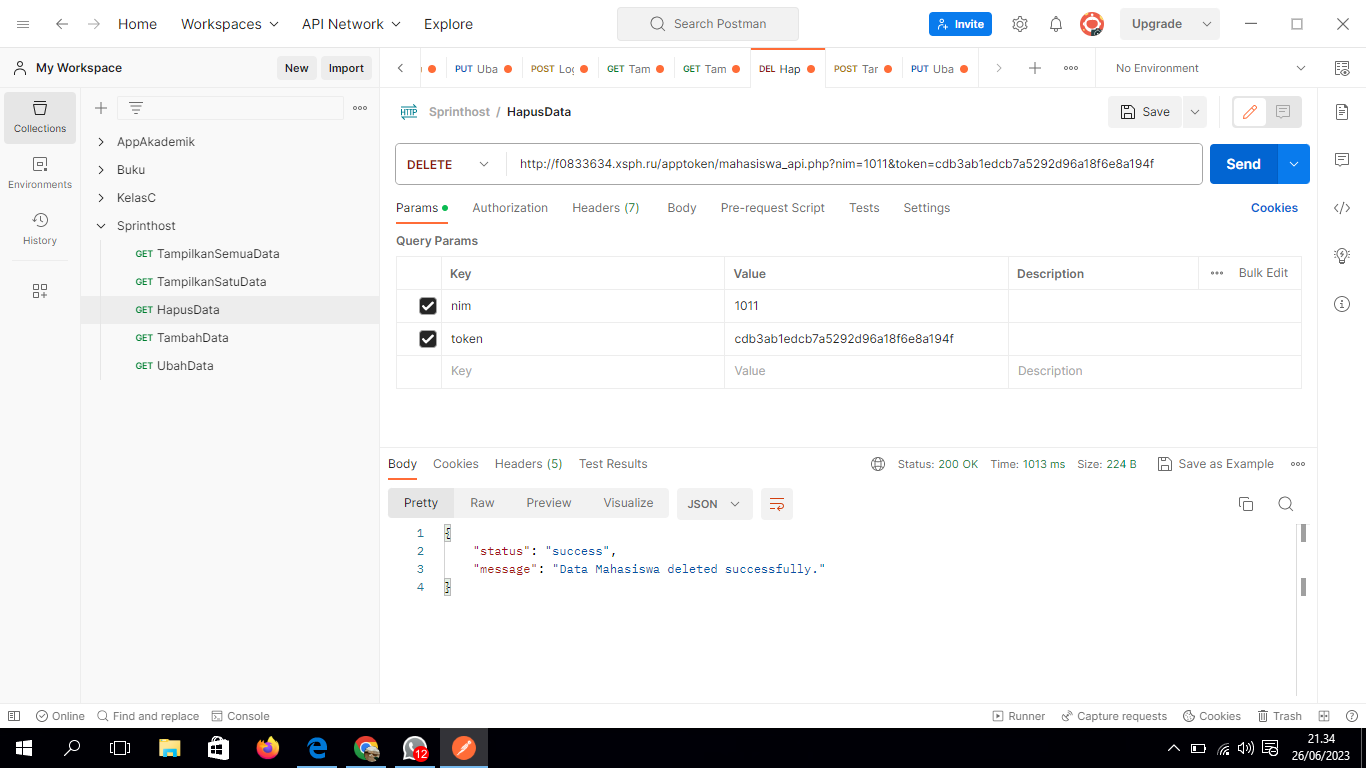 Home Workspaces API Network Explore Search Postman Invite Upgrade
My Workspace New Import
PUT Uba POST Log GET Tam GET Tam DEL Hap POST Tar PUT Uba No Environment
Collections
Environments
History
AppAkademik
Buku
KelasC
Sprinthost
GET TampilkanSemuaData
GET TampilkanSatuData
GET HapusData
GET TambahData
GET UbahData
HTTP Sprinthost / HapusData Save
DELETE http://f0833634.xsph.ru/apptoken/mahasiswa_api.php?nim=1011&token=cdb3ab1edcb7a5292d96a18f6e8a194f Send
Params Authorization Headers (7) Body Pre-request Script Tests Settings Cookies
Query Params
Key Value Description Bulk Edit
nim 1011
token cdb3ab1edcb7a5292d96a18f6e8a194f
Key Value Description
Body Cookies Headers (5) Test Results Status: 200 OK Time: 1013 ms Size: 224 B Save as Example
Pretty Raw Preview Visualize JSON
1 {
2 "status": "success",
3 "message": "Data Mahasiswa deleted successfully."
4 }
Online Find and replace Console Runner Capture requests Cookies Trash
12
21.34
26/06/2023